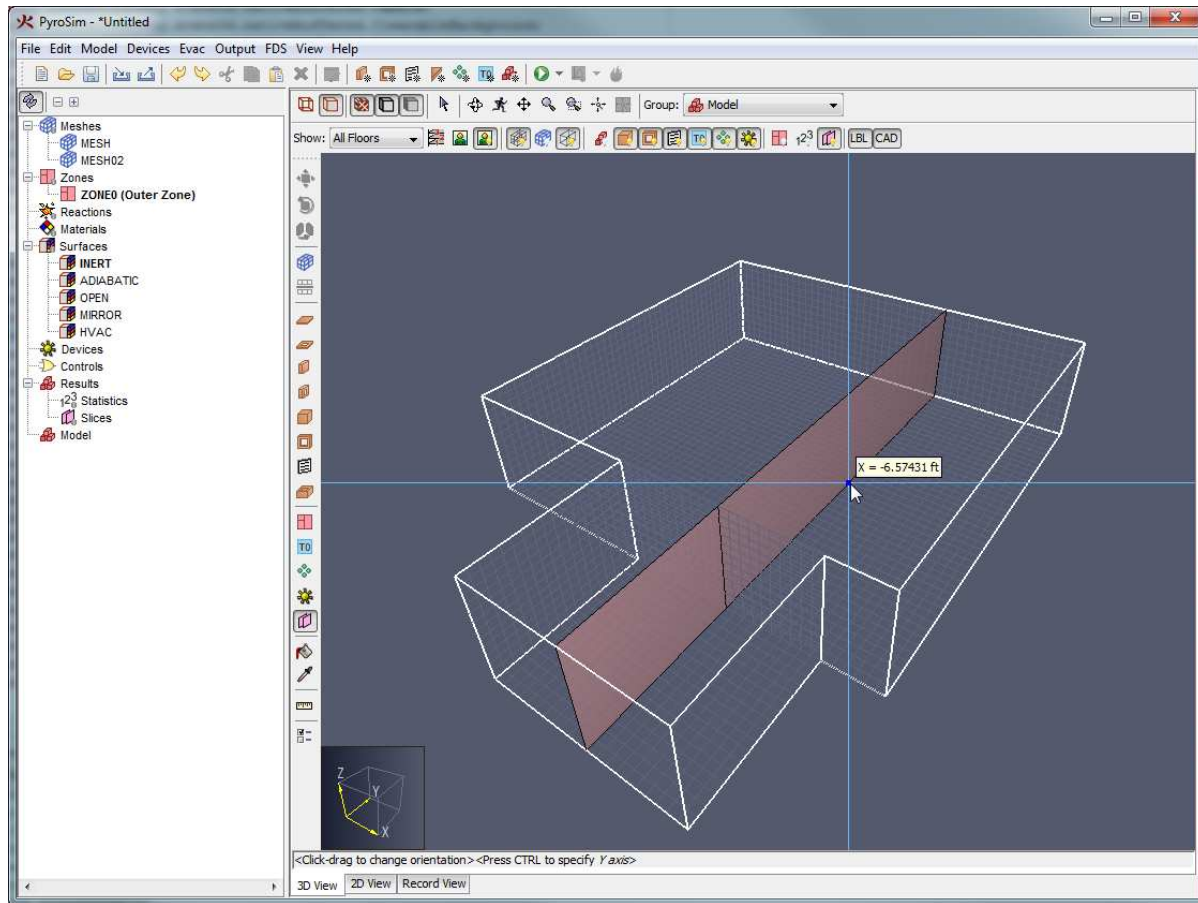 PyroSim - *Untitled
File Edit Model Devices Evac Output FDS View Help
Group: Model
Show: All Floors
LBL CAD
Meshes
MESH
MESH02
Zones
ZONE0 (Outer Zone)
Reactions
Materials
Surfaces
INERT
ADIABATIC
OPEN
MIRROR
HVAC
Devices
Controls
Results
Statistics
Slices
Model
X = -6.57431 ft
Z
Y
X
<Click-drag to change orientation><Press CTRL to specify Y axis>
3D View 2D View Record View